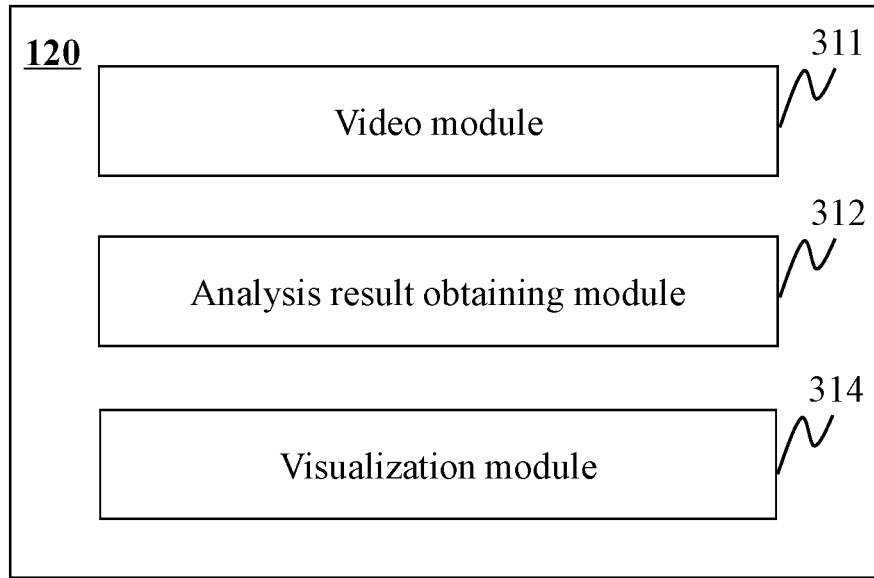 120
311
Video module
312
Analysis result obtaining module
314
Visualization module